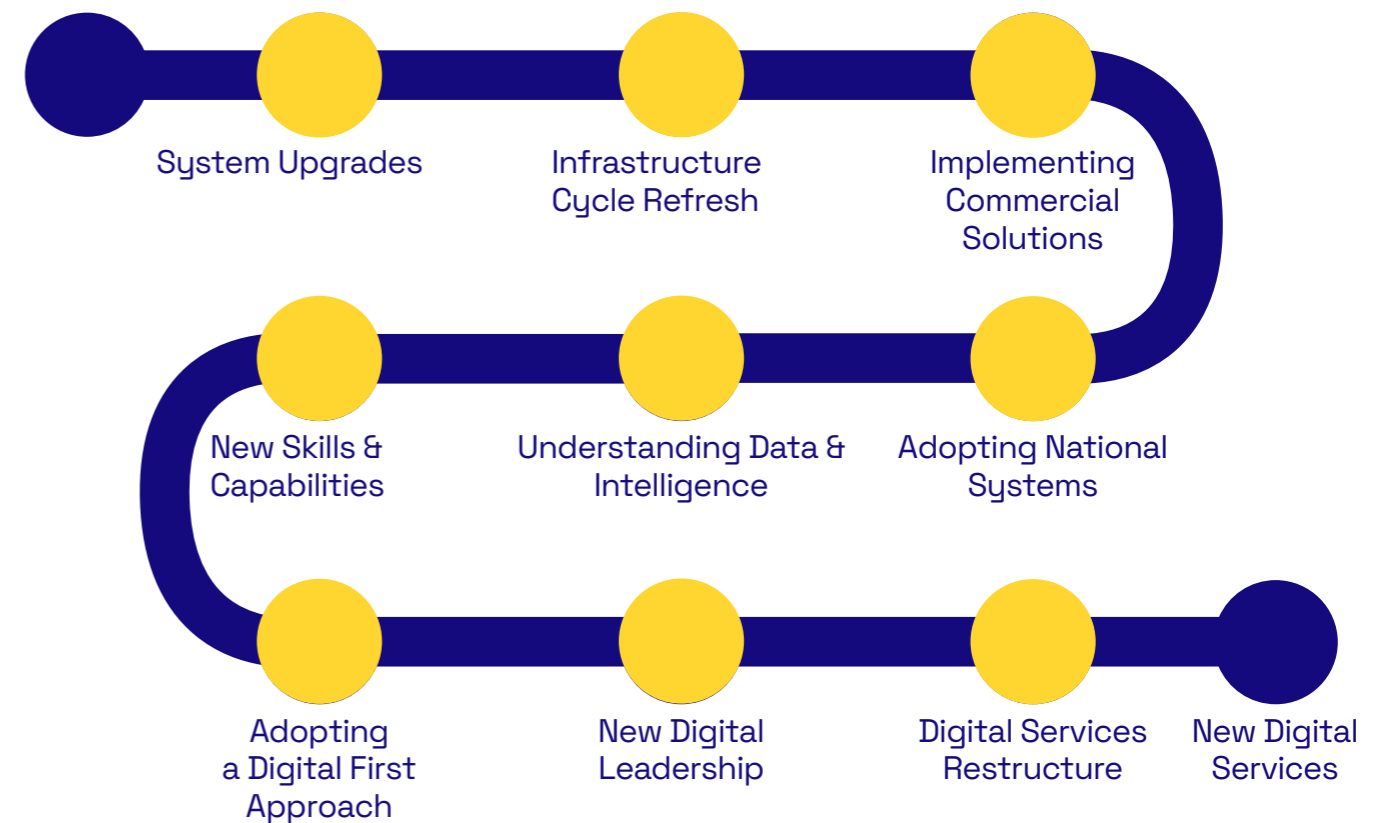 System Upgrades
Infrastructure
Cycle Refresh
Implementing
Commercial
Solutions
New Skills &
Capabilities
Understanding Data &
Intelligence
Adopting National
Systems
Adopting
a Digital First
Approach
New Digital
Leadership
Digital Services
Restructure
New Digital
Services